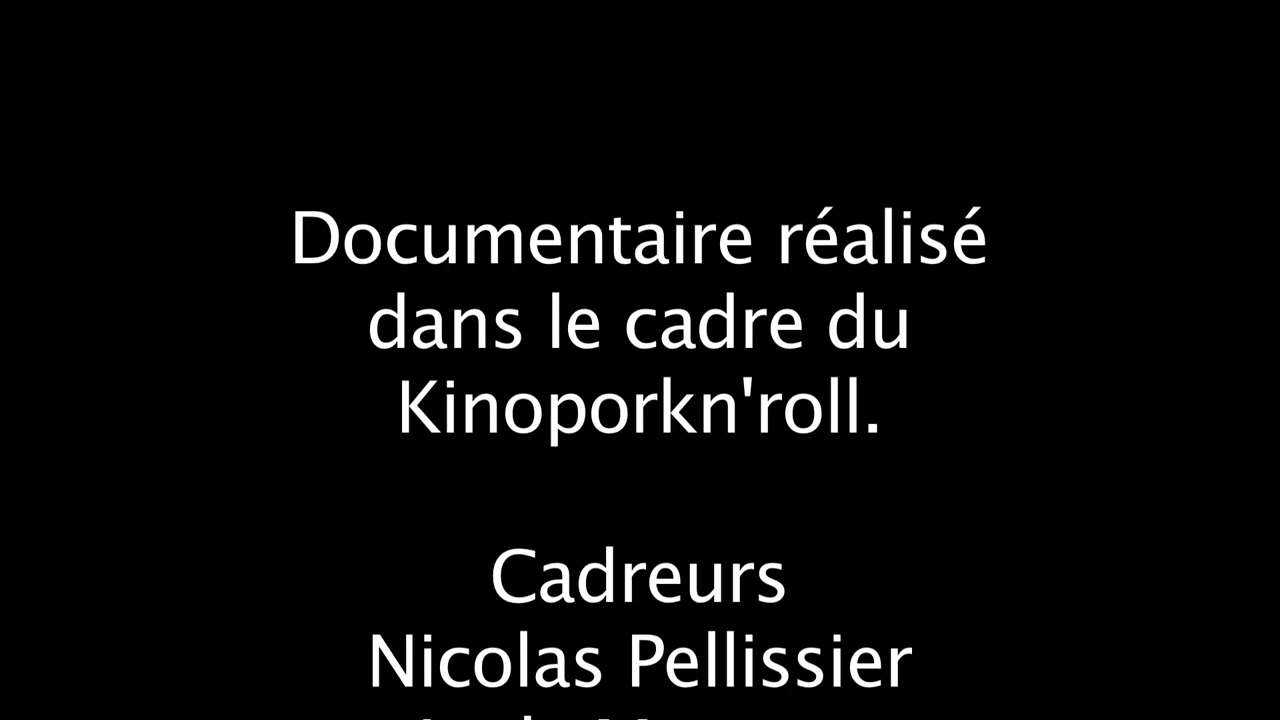 Documentaire réalisé
dans le cadre du
Kinoporkn'roll.
Cadreurs
Nicolas Pellissier